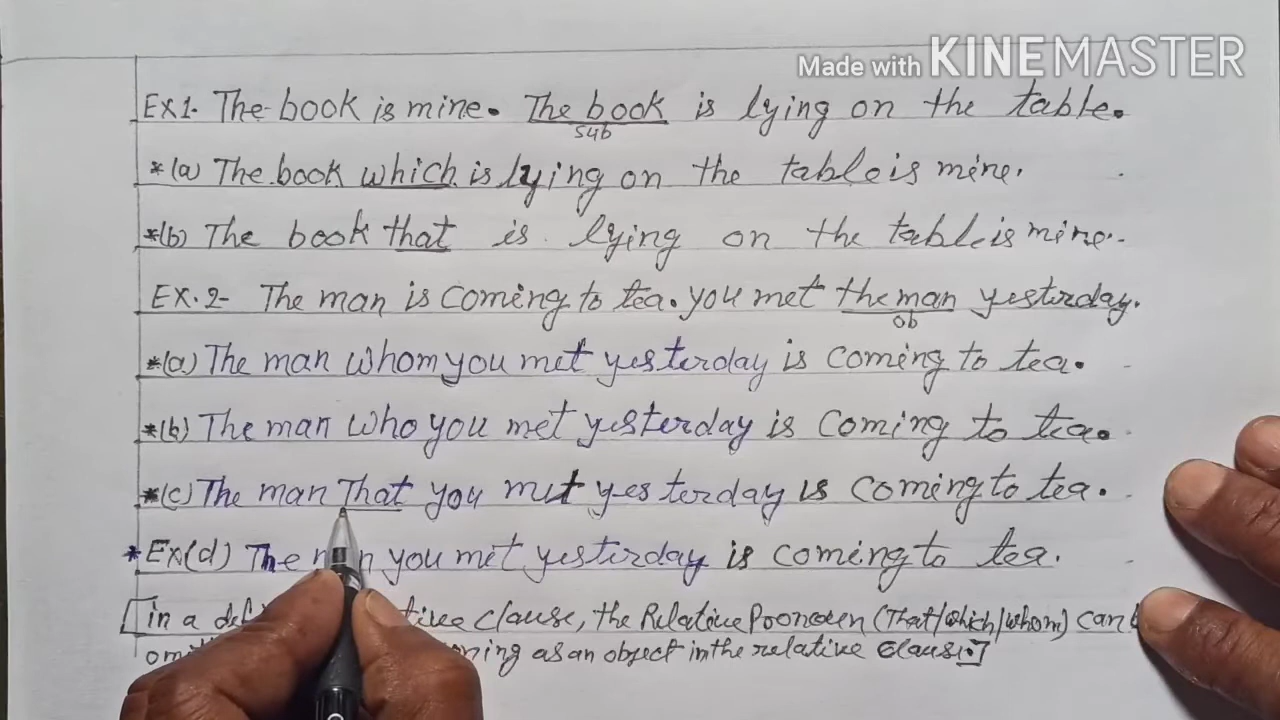 Made with KINEMASTER
EX1. The book is mine. The book is lying on the table.
sub
*(a) The book which is lying on the table is mine.
*(b) The book that is lying on the table is mine.
EX.2- The man is coming to tea. you met the man yesterday.
ob
*(a) The man whom you met yesterday is coming to tea.
*(b) The man who you met yesterday is coming to tea.
*(c) The man That you met yesterday is coming to tea.
*Ex(d) The you met yesterday is coming to tea.
[in a clause, the Relative Pronoun (That/which/whom) can
as an object in the relative clause.]